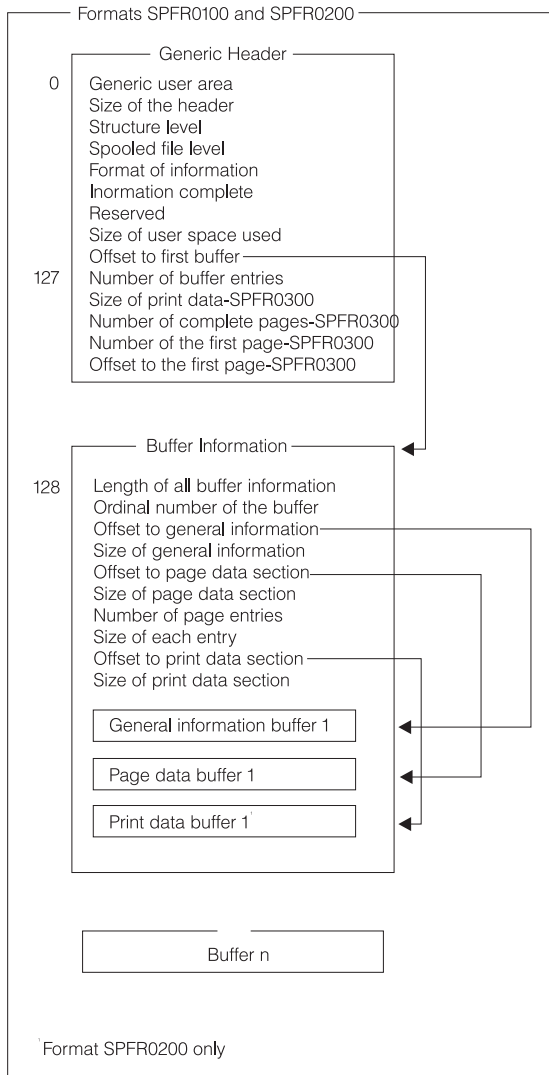 Formats SPFR0100 and SPFR0200
Generic Header
0 Generic user area
Size of the header
Structure level
Spooled file level
Format of information
Inormation complete
Reserved
Size of user space used
Offset to first buffer
127 Number of buffer entries
Size of print data-SPFR0300
Number of complete pages-SPFR0300
Number of the first page-SPFR0300
Offset to the first page-SPFR0300
Buffer Information
128 Length of all buffer information
Ordinal number of the buffer
Offset to general information
Size of general information
Offset to page data section
Size of page data section
Number of page entries
Size of each entry
Offset to print data section
Size of print data section
General information buffer 1
Page data buffer 1
Print data buffer 1¹
Buffer n
¹Format SPFR0200 only